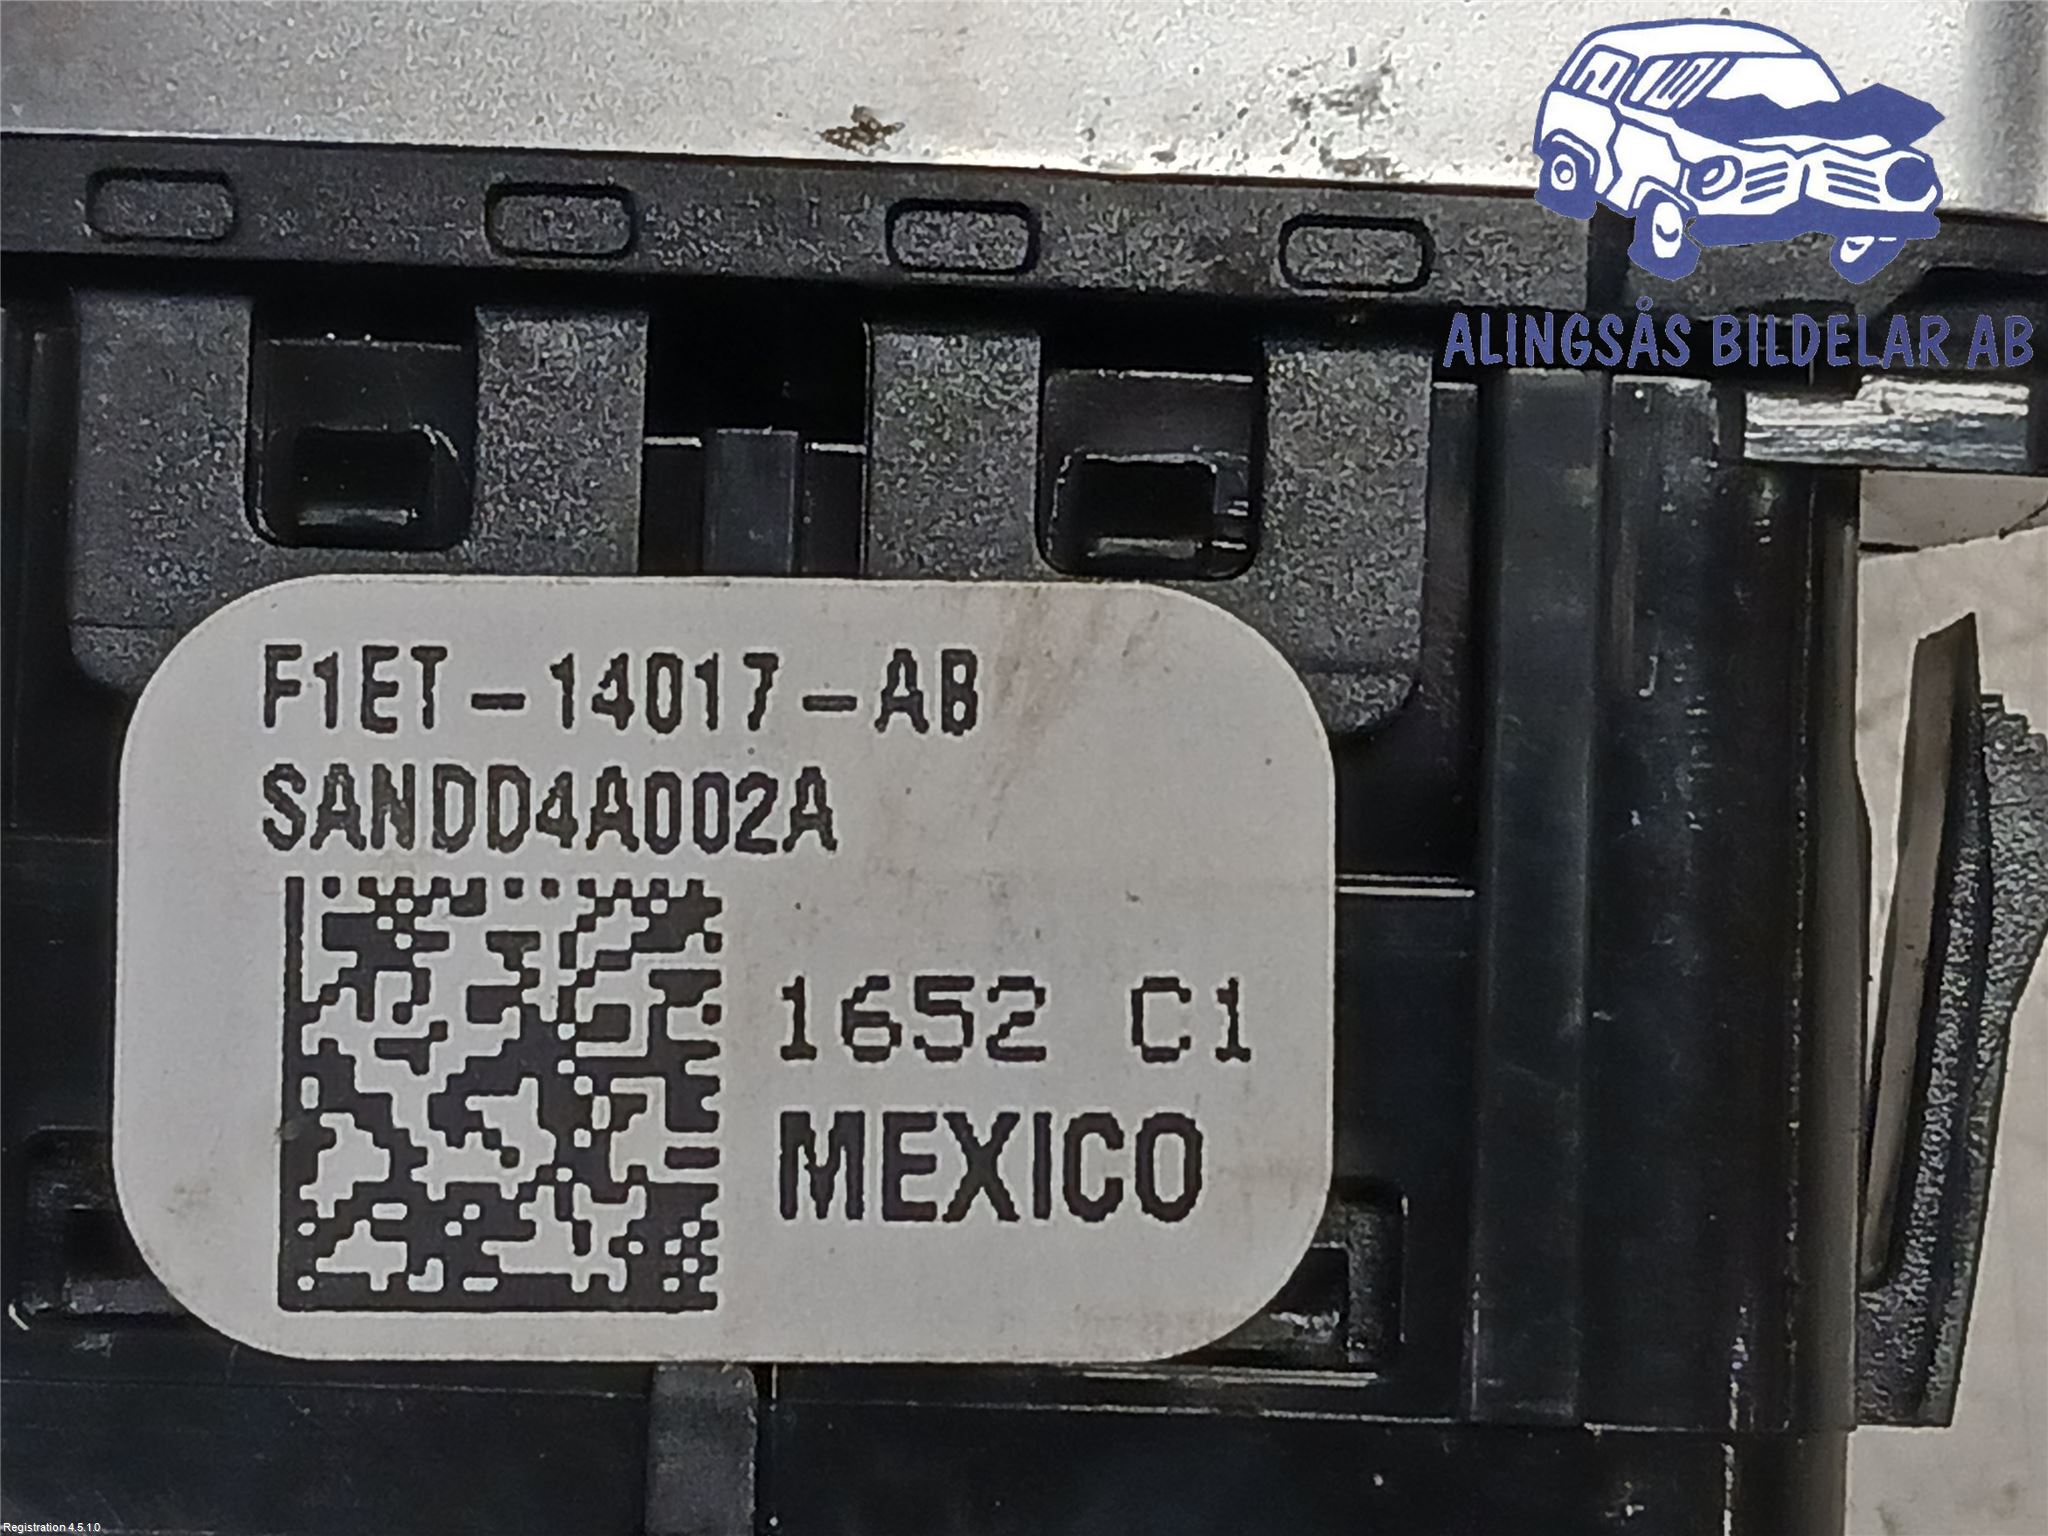 ALINGSÅS BILDELAR AB
F1ET-14017-AB
SANDD4A002A
1652 C1
MEXICO
Registration 4.5.1.0